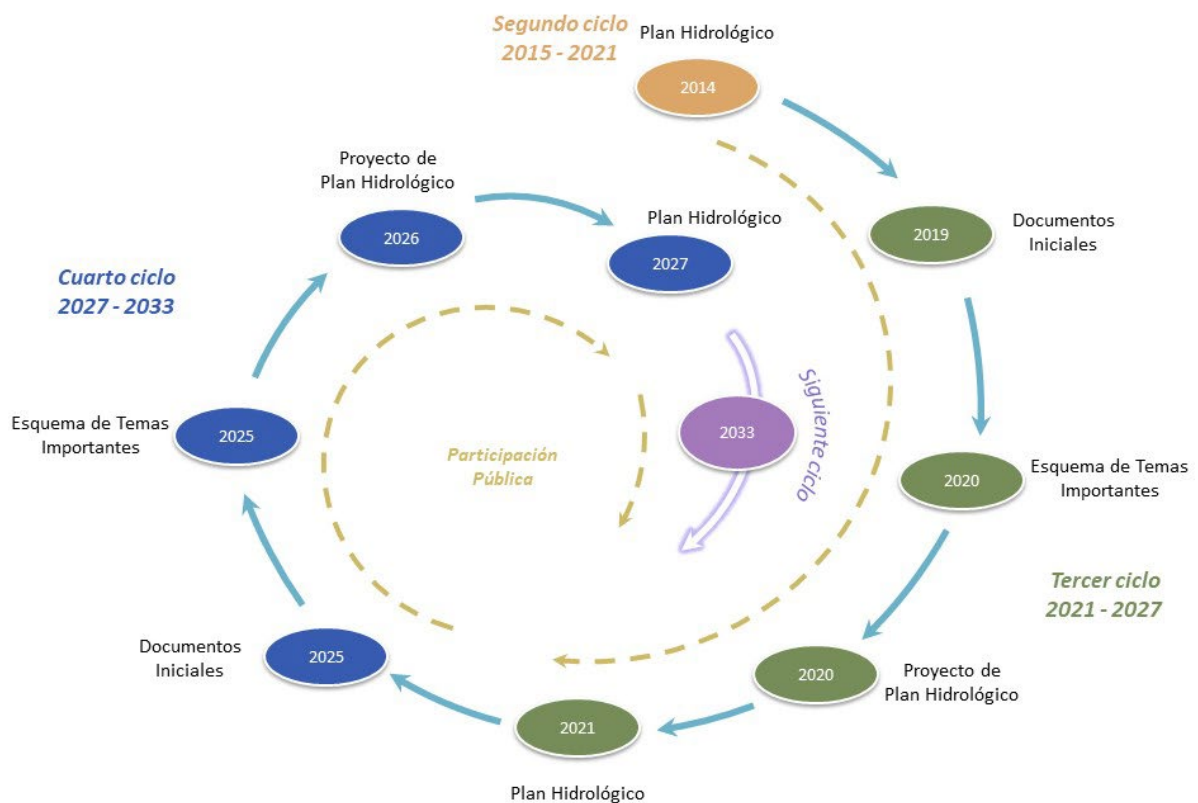 Segundo ciclo
2015 - 2021
Plan Hidrológico
2014
2019
Documentos
Iniciales
2020
Esquema de Temas
Importantes
Tercer ciclo
2021 - 2027
2020
Proyecto de
Plan Hidrológico
2021
Plan Hidrológico
Documentos
Iniciales
2025
Esquema de Temas
Importantes
2025
Cuarto ciclo
2027 - 2033
Proyecto de
Plan Hidrológico
2026
Plan Hidrológico
2027
2033
Siguiente ciclo
Participación
Pública